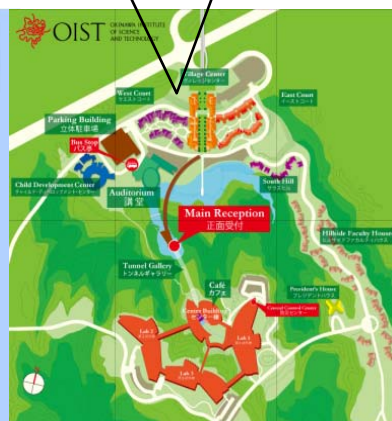 OIST
OKINAWA INSTITUTE
OF SCIENCE
AND TECHNOLOGY
Village Center
ヴィレッジセンター
West Court
ウエストコート
East Court
イーストコート
Parking Building
立体駐車場
Bus Stop
バス停
Child Development Center
Auditorium
講堂
South Hill
サウスヒル
Main Reception
正面受付
Hillside Faculty House
Tunnel Gallery
トンネルギャラリー
President's House
プレジデントハウス
Café
カフェ
Center Building
Lab 2
Lab 1
Lab 3